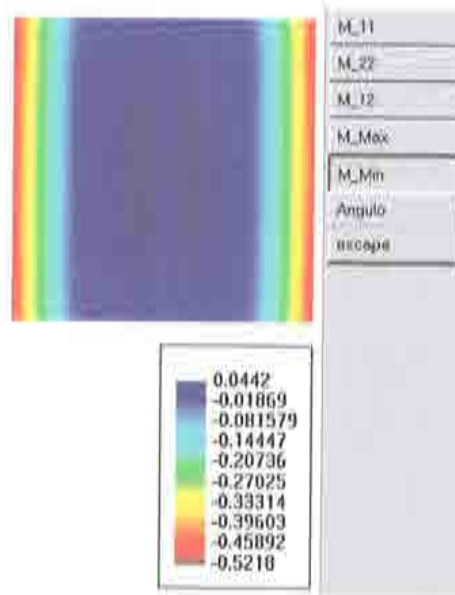 M_11
M_22
M_12
M_Max
M_Min
Angulo
escape
0.0442
-0.01869
-0.081579
-0.14447
-0.20736
-0.27025
-0.33314
-0.39603
-0.45892
-0.5218